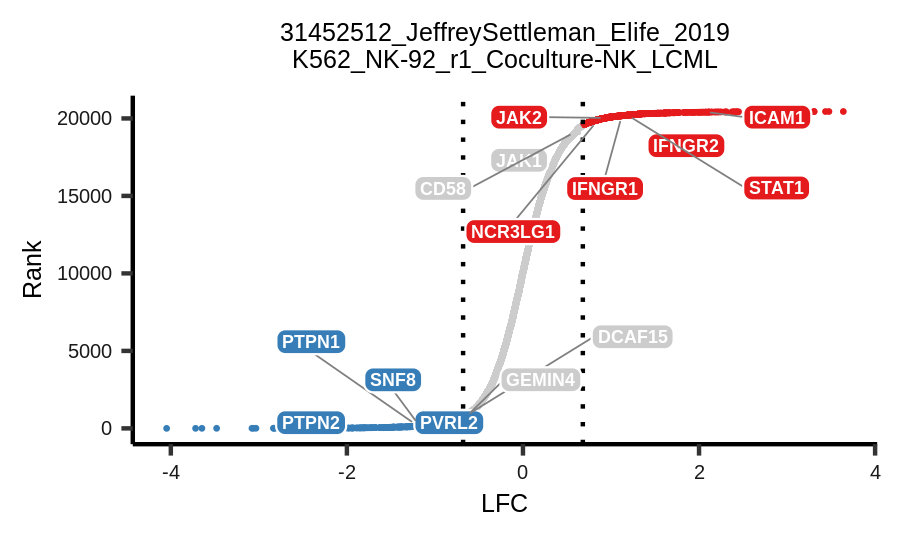 31452512_JeffreySettleman_Elife_2019
K562_NK-92_r1_Coculture-NK_LCML
Rank
20000
15000
10000
5000
0
JAK2
ICAM1
IFNGR2
JAK1
CD58
IFNGR1
STAT1
NCR3LG1
PTPN1
DCAF15
SNF8
GEMIN4
PTPN2
PVRL2
-4
-2
0
2
4
LFC